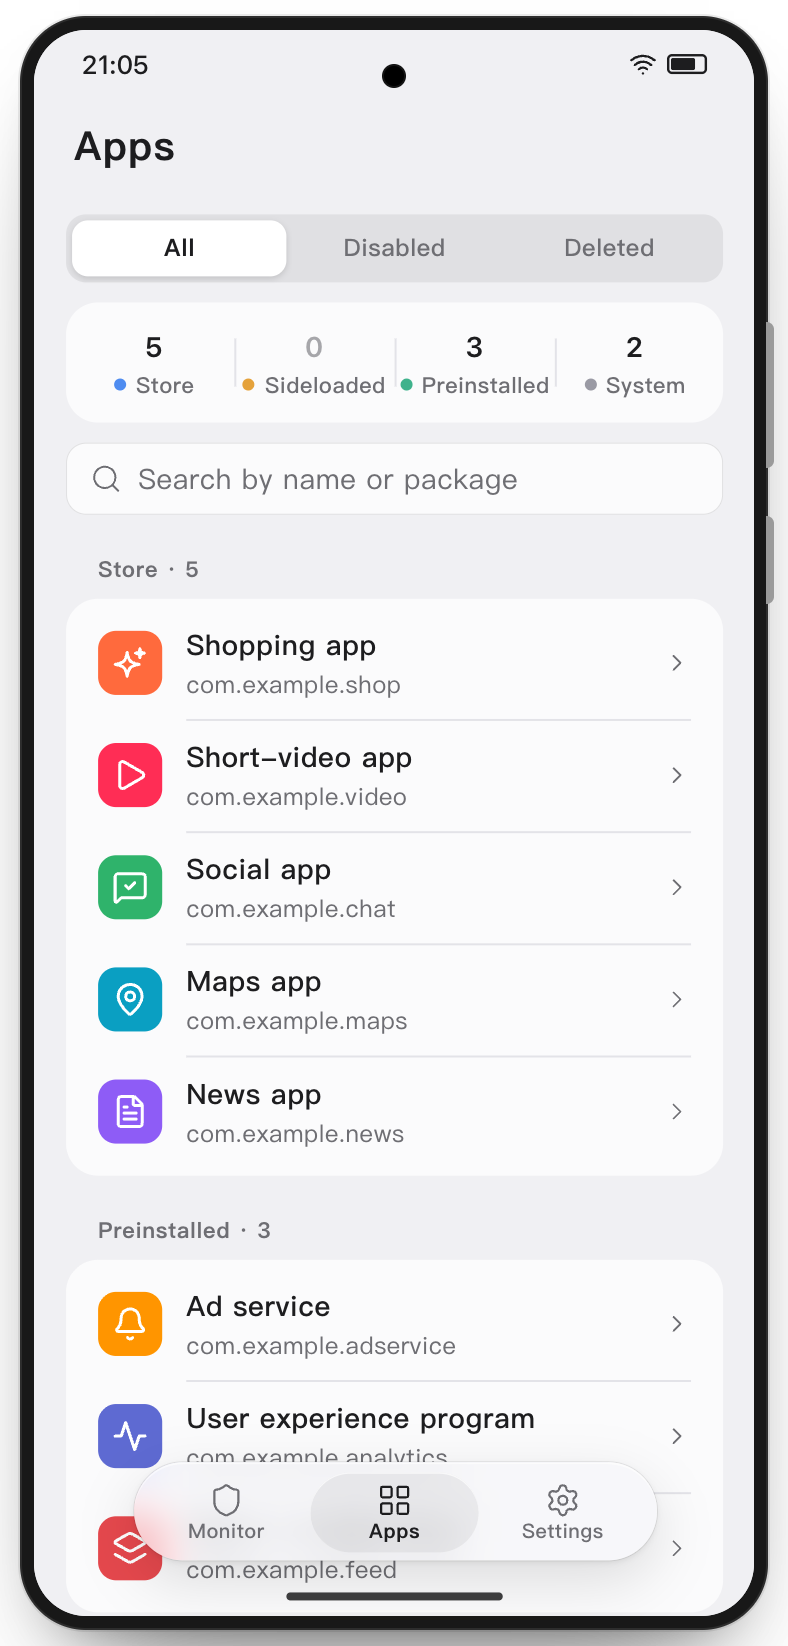 21:05
Apps
All Disabled Deleted
5 0 3 2
Store Sideloaded Preinstalled System
Search by name or package
Store · 5
Shopping app
com.example.shop
Short–video app
com.example.video
Social app
com.example.chat
Maps app
com.example.maps
News app
com.example.news
Preinstalled · 3
Ad service
com.example.adservice
User experience program
com.example.analytics
Monitor Apps Settings
com.example.feed